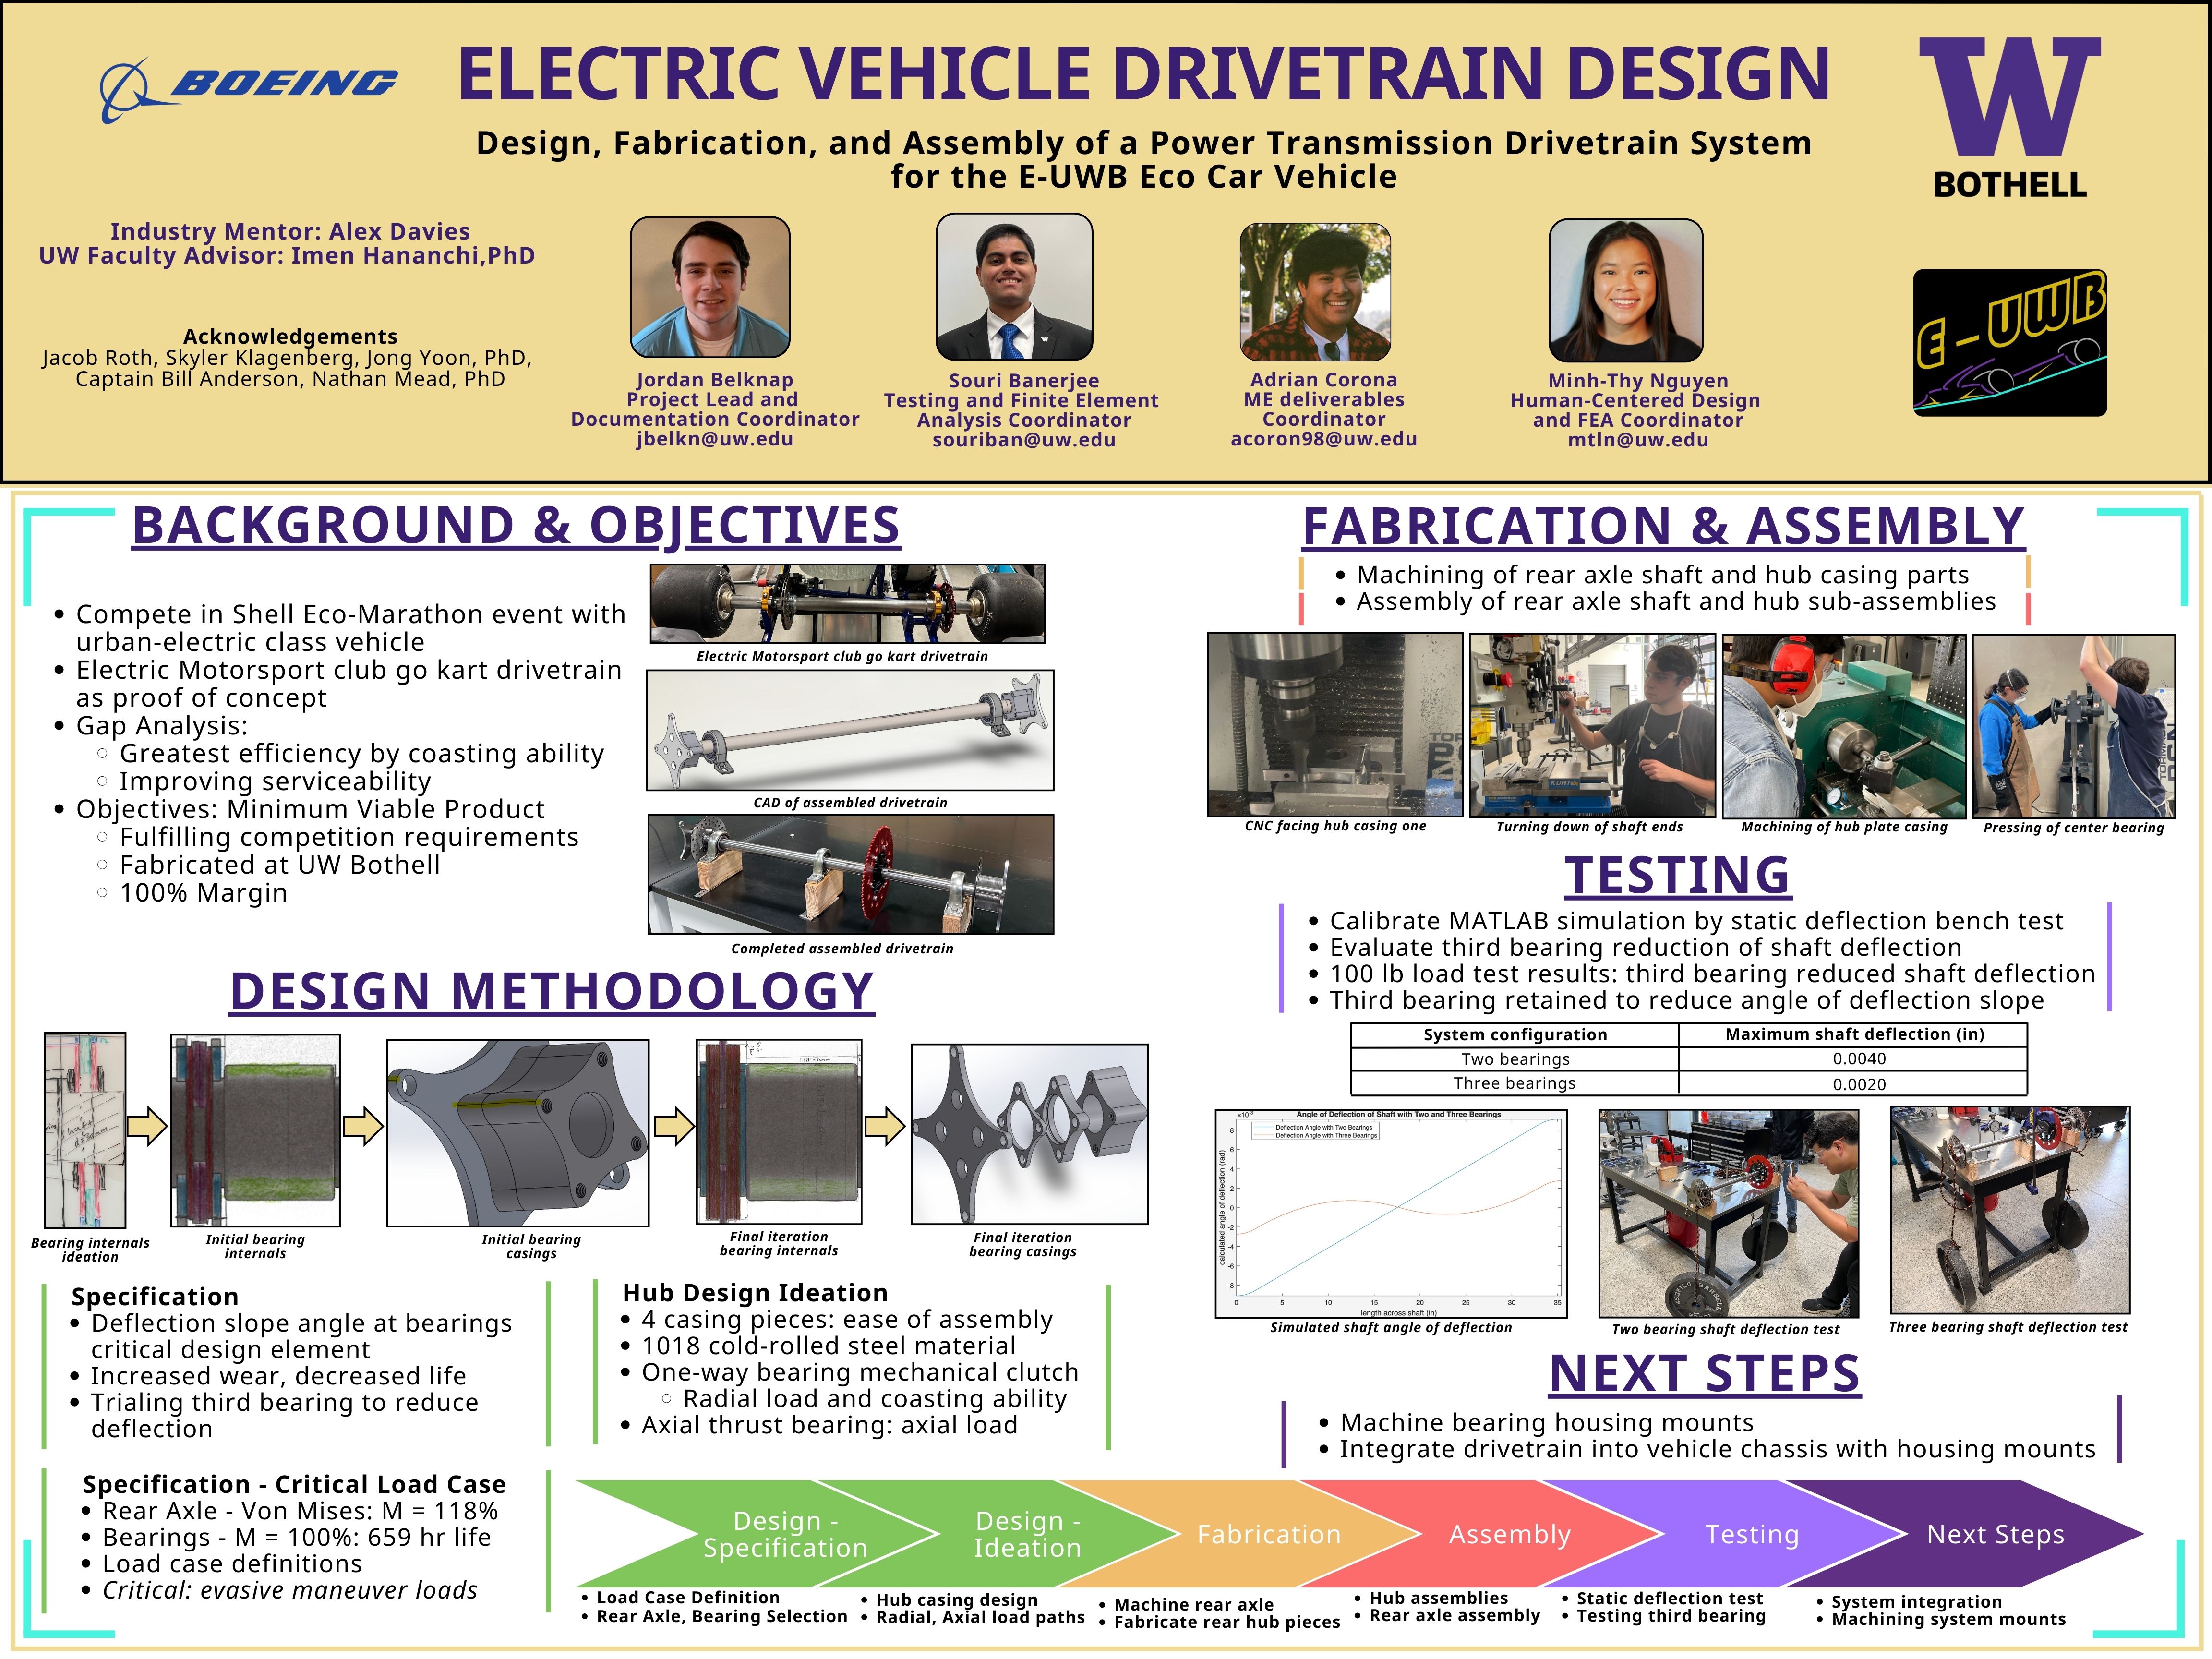 BOEING
ELECTRIC VEHICLE DRIVETRAIN DESIGN
Design, Fabrication, and Assembly of a Power Transmission Drivetrain System
for the E-UWB Eco Car Vehicle
W
BOTHELL
Industry Mentor: Alex Davies
UW Faculty Advisor: Imen Hananchi,PhD
Acknowledgements
Jacob Roth, Skyler Klagenberg, Jong Yoon, PhD,
Captain Bill Anderson, Nathan Mead, PhD
Jordan Belknap
Project Lead and
Documentation Coordinator
jbelkn@uw.edu
Souri Banerjee
Testing and Finite Element
Analysis Coordinator
souriban@uw.edu
Adrian Corona
ME deliverables
Coordinator
acoron98@uw.edu
Minh-Thy Nguyen
Human-Centered Design
and FEA Coordinator
mtln@uw.edu
E-UWB
BACKGROUND & OBJECTIVES
• Compete in Shell Eco-Marathon event with
urban-electric class vehicle
• Electric Motorsport club go kart drivetrain
as proof of concept
• Gap Analysis:
○ Greatest efficiency by coasting ability
○ Improving serviceability
• Objectives: Minimum Viable Product
○ Fulfilling competition requirements
○ Fabricated at UW Bothell
○ 100% Margin
Electric Motorsport club go kart drivetrain
CAD of assembled drivetrain
Completed assembled drivetrain
DESIGN METHODOLOGY
Bearing internals
ideation
Initial bearing
internals
Initial bearing
casings
Final iteration
bearing internals
Final iteration
bearing casings
Specification
• Deflection slope angle at bearings
critical design element
• Increased wear, decreased life
• Trialing third bearing to reduce
deflection
Hub Design Ideation
• 4 casing pieces: ease of assembly
• 1018 cold-rolled steel material
• One-way bearing mechanical clutch
○ Radial load and coasting ability
• Axial thrust bearing: axial load
Specification - Critical Load Case
• Rear Axle - Von Mises: M = 118%
• Bearings - M = 100%: 659 hr life
• Load case definitions
• Critical: evasive maneuver loads
FABRICATION & ASSEMBLY
• Machining of rear axle shaft and hub casing parts
• Assembly of rear axle shaft and hub sub-assemblies
KURT
CNC facing hub casing one
Turning down of shaft ends
Machining of hub plate casing
Pressing of center bearing
TESTING
• Calibrate MATLAB simulation by static deflection bench test
• Evaluate third bearing reduction of shaft deflection
• 100 lb load test results: third bearing reduced shaft deflection
• Third bearing retained to reduce angle of deflection slope
System configuration Maximum shaft deflection (in)
Two bearings 0.0040
Three bearings 0.0020
×10⁻³
Angle of Deflection of Shaft with Two and Three Bearings
Deflection Angle with Two Bearings
Deflection Angle with Three Bearings
calculated angle of deflection (rad)
8
6
4
2
0
-2
-4
-6
-8
0 5 10 15 20 25 30 35
length across shaft (in)
Simulated shaft angle of deflection
Two bearing shaft deflection test
Three bearing shaft deflection test
NEXT STEPS
• Machine bearing housing mounts
• Integrate drivetrain into vehicle chassis with housing mounts
Design -
Specification
Design -
Ideation
Fabrication
Assembly
Testing
Next Steps
• Load Case Definition
• Rear Axle, Bearing Selection
• Hub casing design
• Radial, Axial load paths
• Machine rear axle
• Fabricate rear hub pieces
• Hub assemblies
• Rear axle assembly
• Static deflection test
• Testing third bearing
• System integration
• Machining system mounts